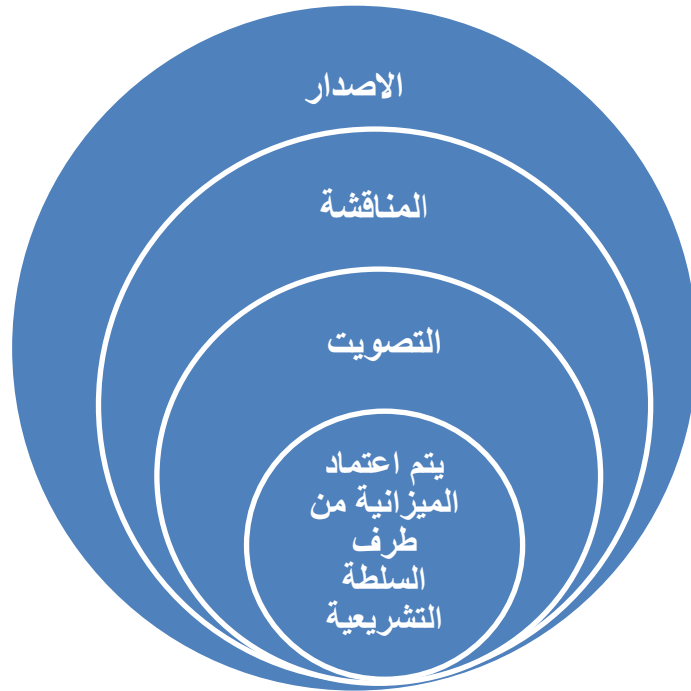 الاصدار
المناقشة
التصويت
يتم اعتماد
الميزانية من
طرف
السلطة
التشريعية